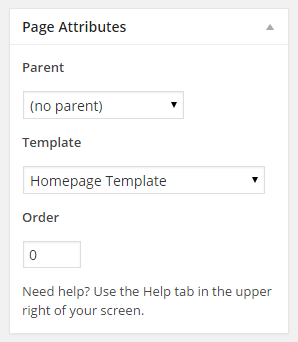 Page Attributes
Parent
(no parent)
Template
Homepage Template
Order
0
Need help? Use the Help tab in the upper
right of your screen.